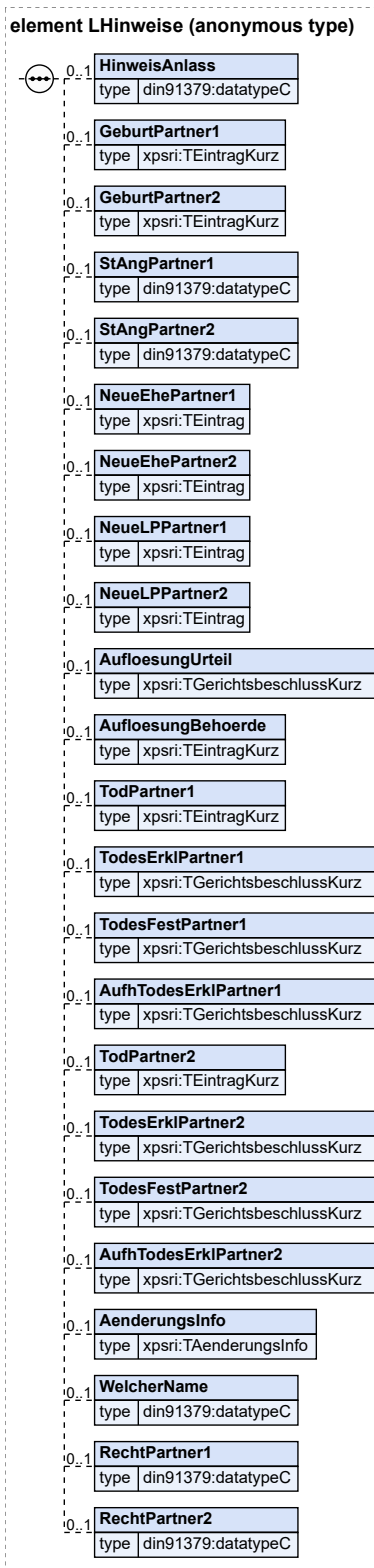 element LHinweise (anonymous type)
0..1 HinweisAnlass
type din91379:datatypeC
0..1 GeburtPartner1
type xpsri:TEintragKurz
0..1 GeburtPartner2
type xpsri:TEintragKurz
0..1 StAngPartner1
type din91379:datatypeC
0..1 StAngPartner2
type din91379:datatypeC
0..1 NeueEhePartner1
type xpsri:TEintrag
0..1 NeueEhePartner2
type xpsri:TEintrag
0..1 NeueLPPartner1
type xpsri:TEintrag
0..1 NeueLPPartner2
type xpsri:TEintrag
0..1 AufloesungUrteil
type xpsri:TGerichtsbeschlussKurz
0..1 AufloesungBehoerde
type xpsri:TEintragKurz
0..1 TodPartner1
type xpsri:TEintragKurz
0..1 TodesErklPartner1
type xpsri:TGerichtsbeschlussKurz
0..1 TodesFestPartner1
type xpsri:TGerichtsbeschlussKurz
0..1 AufhTodesErklPartner1
type xpsri:TGerichtsbeschlussKurz
0..1 TodPartner2
type xpsri:TEintragKurz
0..1 TodesErklPartner2
type xpsri:TGerichtsbeschlussKurz
0..1 TodesFestPartner2
type xpsri:TGerichtsbeschlussKurz
0..1 AufhTodesErklPartner2
type xpsri:TGerichtsbeschlussKurz
0..1 AenderungsInfo
type xpsri:TAenderungsInfo
0..1 WelcherName
type din91379:datatypeC
0..1 RechtPartner1
type din91379:datatypeC
0..1 RechtPartner2
type din91379:datatypeC